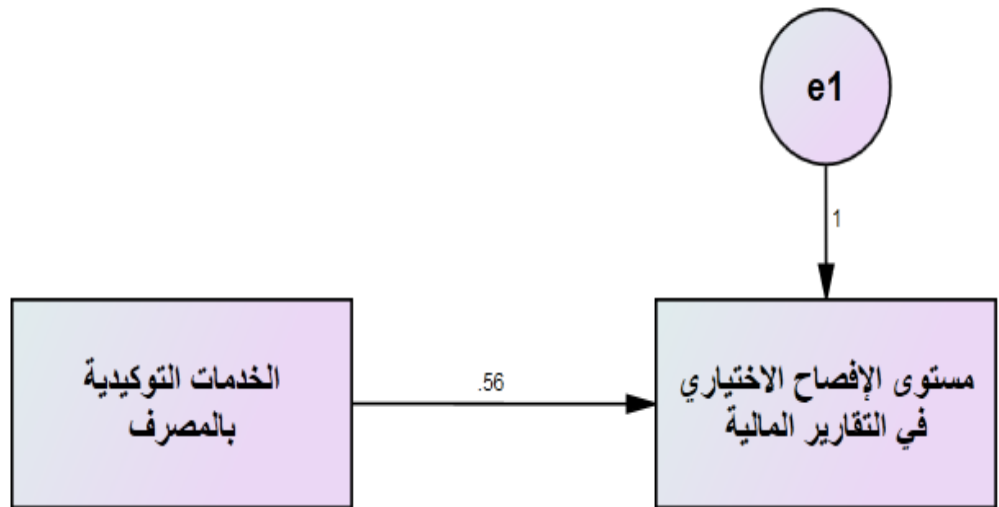 e1
1
الخدمات التوكيدية
بالمصرف
.56
مستوى الإفصاح الاختياري
في التقارير المالية